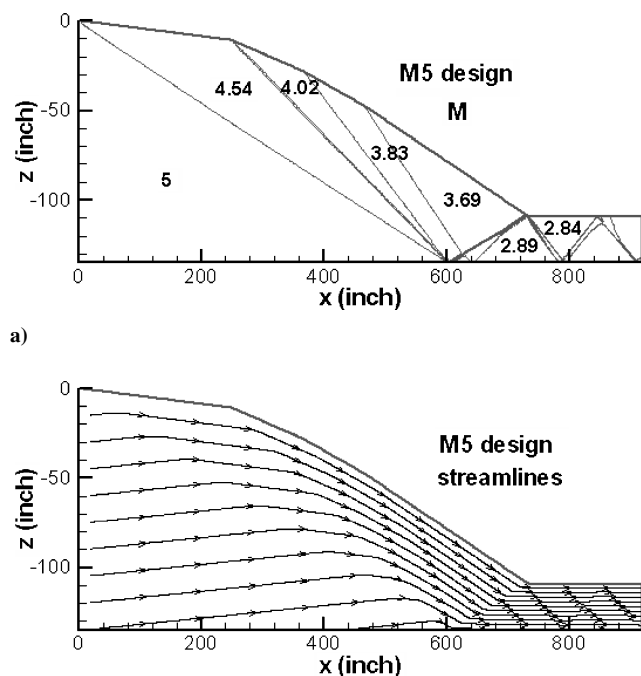 0
M5 design
M
4.54
4.02
-50
z (inch)
3.83
5
3.69
-100
2.84
2.89
0
200
400
600
800
x (inch)
a)
0
M5 design
streamlines
-50
z (inch)
-100
0
200
400
600
800
x (inch)